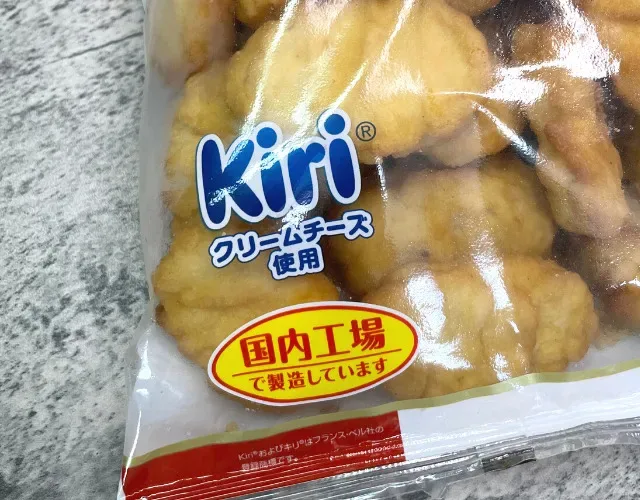 Kiri®
クリームチーズ
使用
国内工場
で製造しています
Kiri®およびキリ®はフランス・ベル社の
登録商標です。